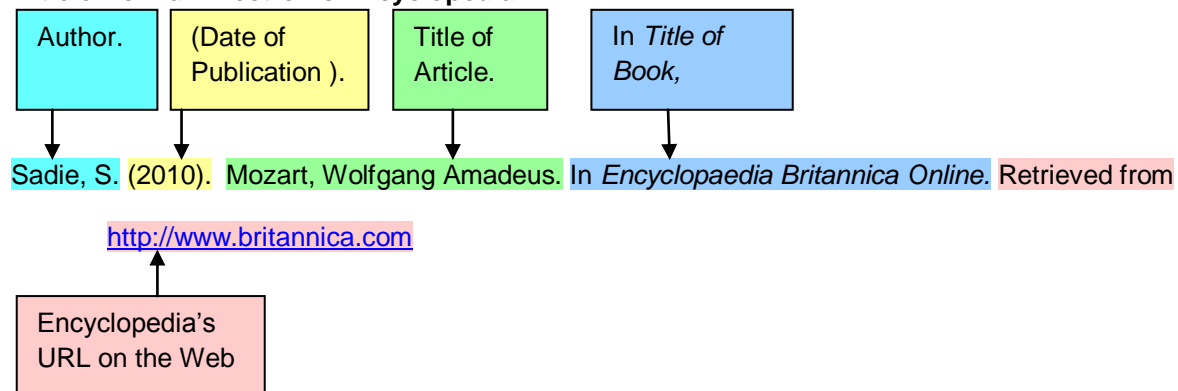 Author.
(Date of
Publication ).
Title of
Article.
In Title of
Book,
Sadie, S. (2010). Mozart, Wolfgang Amadeus. In Encyclopaedia Britannica Online. Retrieved from
http://www.britannica.com
Encyclopedia's
URL on the Web